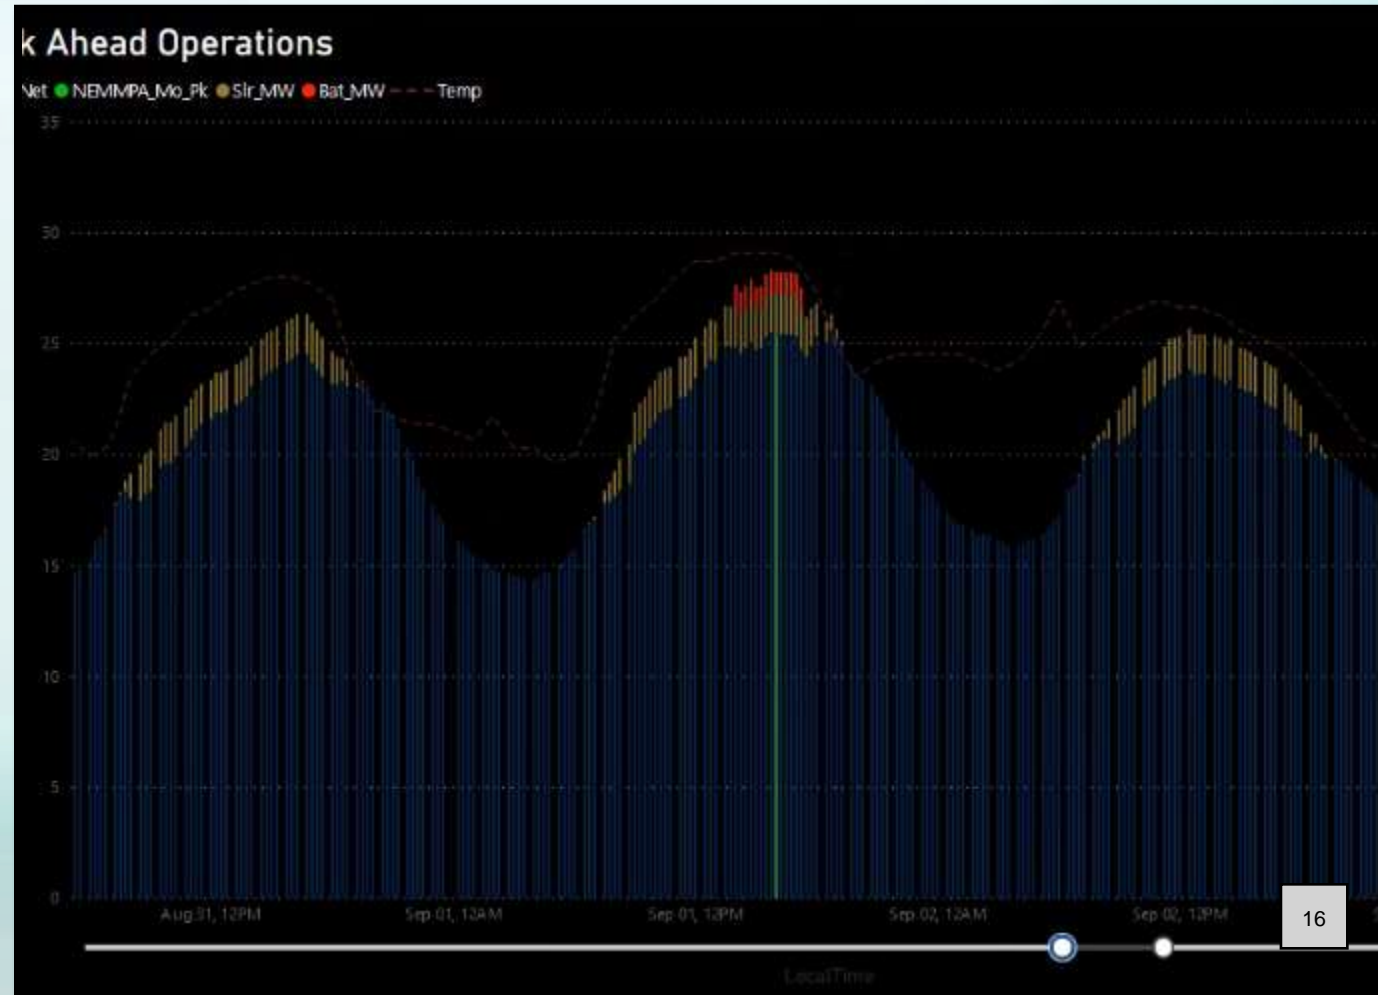 k Ahead Operations
Net NEMMPA_Mo_Pk Slr_MW Bat_MW Temp
35
30
25
20
15
10
5
0
Aug 31, 12PM Sep 01, 12AM Sep 01, 12PM Sep 02, 12AM Sep 02, 12PM
16
LocalTime